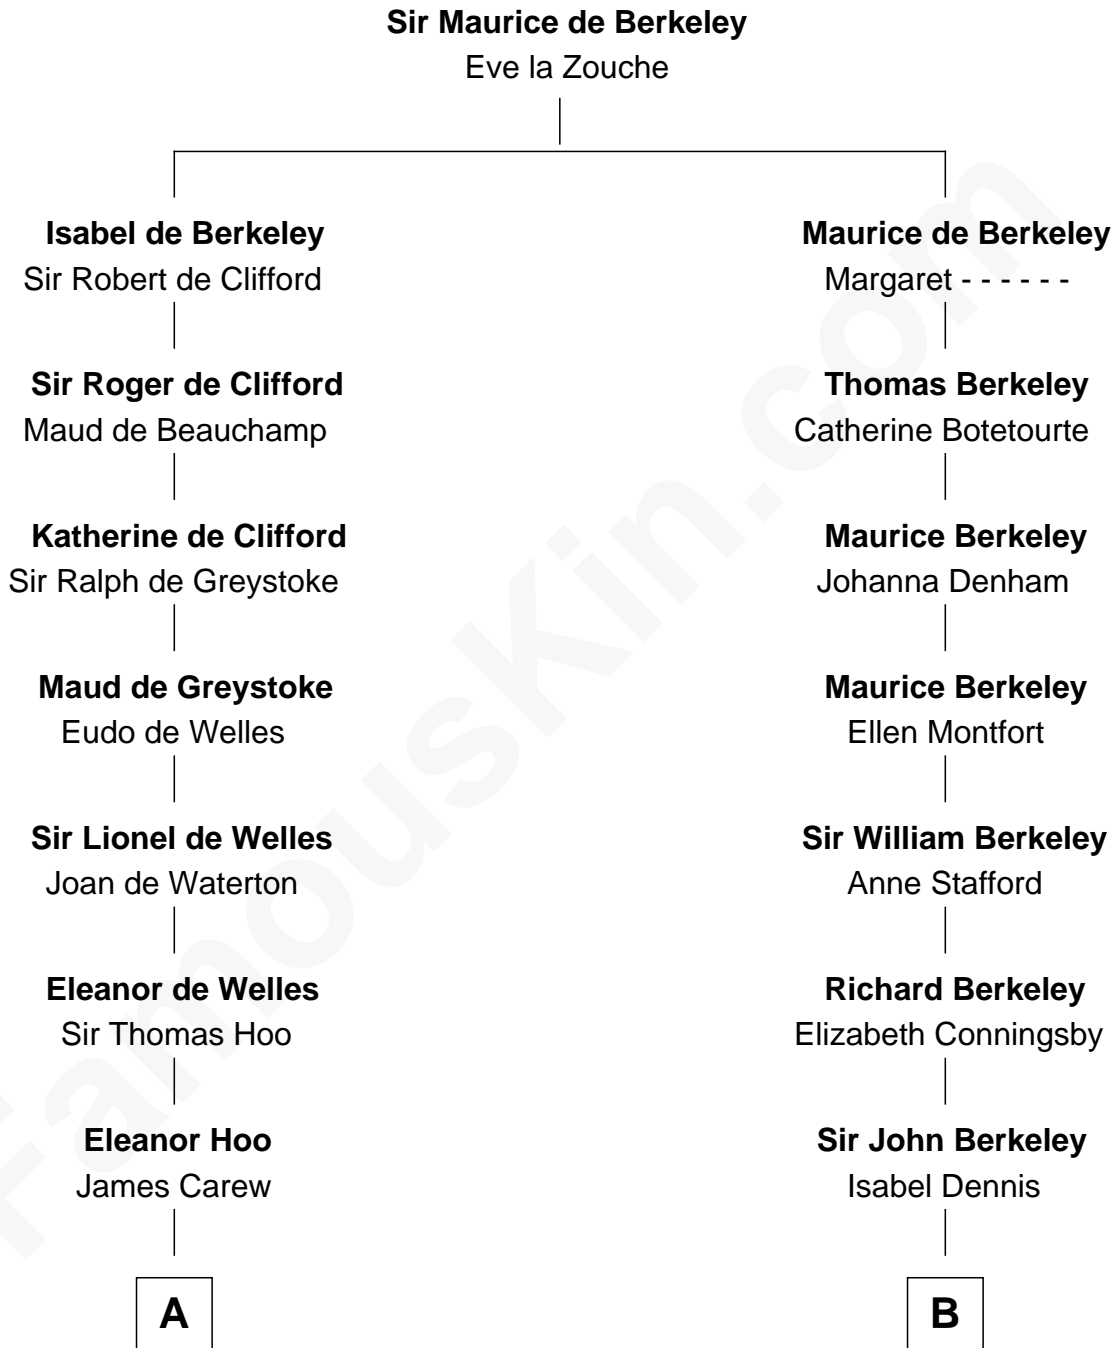 Sir Maurice de Berkeley
Eve la Zouche
Isabel de Berkeley
Sir Robert de Clifford
Sir Roger de Clifford
Maud de Beauchamp
Katherine de Clifford
Sir Ralph de Greystoke
Maud de Greystoke
Eudo de Welles
Sir Lionel de Welles
Joan de Waterton
Eleanor de Welles
Sir Thomas Hoo
Eleanor Hoo
James Carew
A
Maurice de Berkeley
Margaret - - - - - -
Thomas Berkeley
Catherine Botetourte
Maurice Berkeley
Johanna Denham
Maurice Berkeley
Ellen Montfort
Sir William Berkeley
Anne Stafford
Richard Berkeley
Elizabeth Conningsby
Sir John Berkeley
Isabel Dennis
B
FamousKin.com